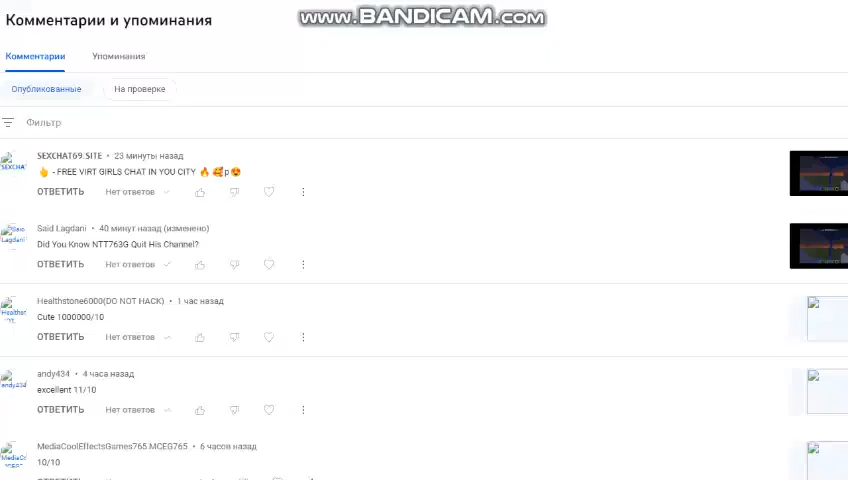 www.BANDICAM.com
Комментарии и упоминания
Комментарии Упоминания
Опубликованные На проверке
Фильтр
SEXCHAT69.SITE • 23 минуты назад
👆 - FREE VIRT GIRLS CHAT IN YOU CITY 🔥 🥰р😍
ОТВЕТИТЬ Нет ответов
Said Lagdani • 40 минут назад (изменено)
Did You Know NTT763G Quit His Channel?
ОТВЕТИТЬ Нет ответов
Healthstone6000(DO NOT HACK) • 1 час назад
Cute 1000000/10
ОТВЕТИТЬ Нет ответов
andy434 • 4 часа назад
excellent 11/10
ОТВЕТИТЬ Нет ответов
MediaCoolEffectsGames765 MCEG765 • 6 часов назад
10/10